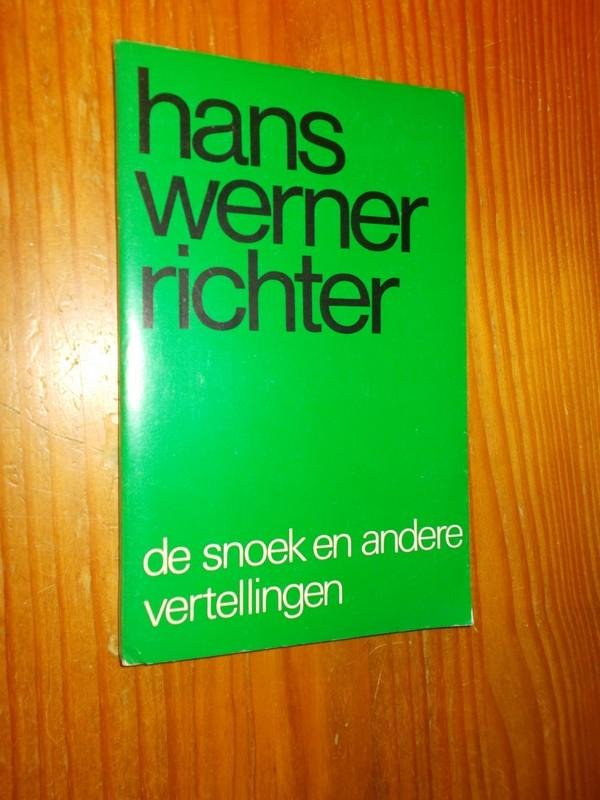 hans
werner
richter
de snoek en andere
vertellingen